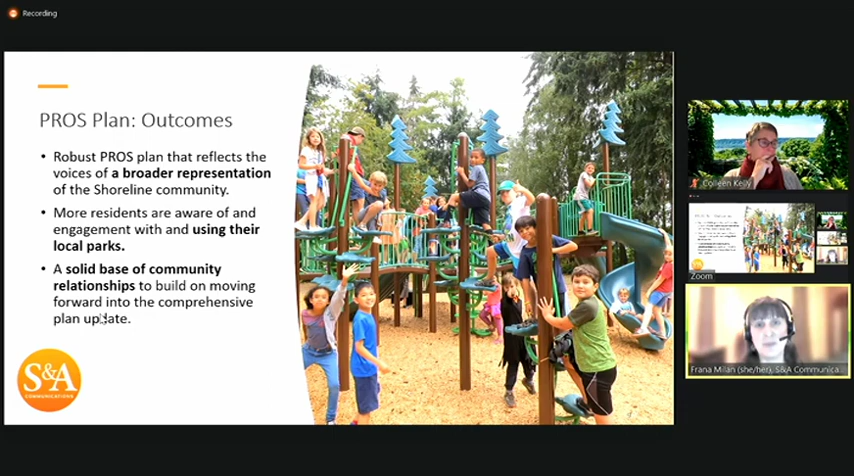 Recording
PROS Plan: Outcomes
• Robust PROS plan that reflects the
voices of a broader representation
of the Shoreline community.
• More residents are aware of and
engagement with and using their
local parks.
• A solid base of community
relationships to build on moving
forward into the comprehensive
plan update.
S&A
COMMUNICATIONS
Colleen Kelly
Zoom
Frana Milan (she/her), S&A Communica...